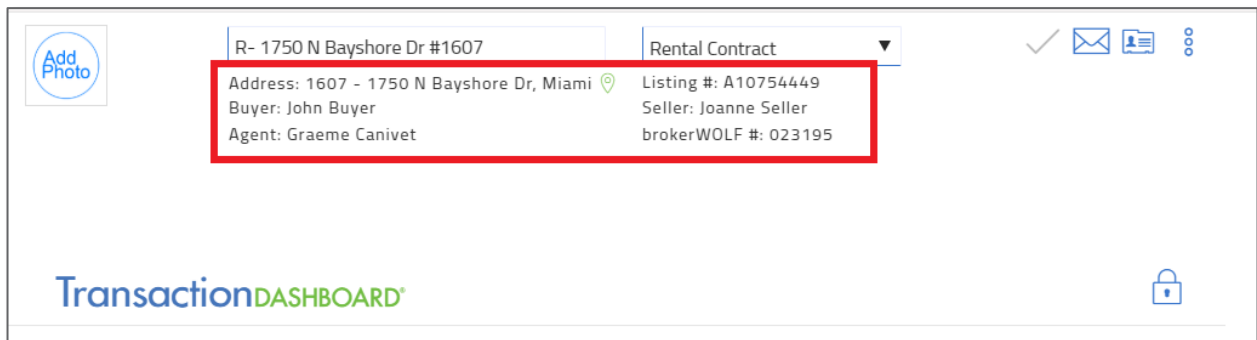 Add Photo
R- 1750 N Bayshore Dr #1607
Rental Contract
Address: 1607 - 1750 N Bayshore Dr, Miami
Listing #: A10754449
Buyer: John Buyer
Seller: Joanne Seller
Agent: Graeme Canivet
brokerWOLF #: 023195
TransactionDASHBOARD®